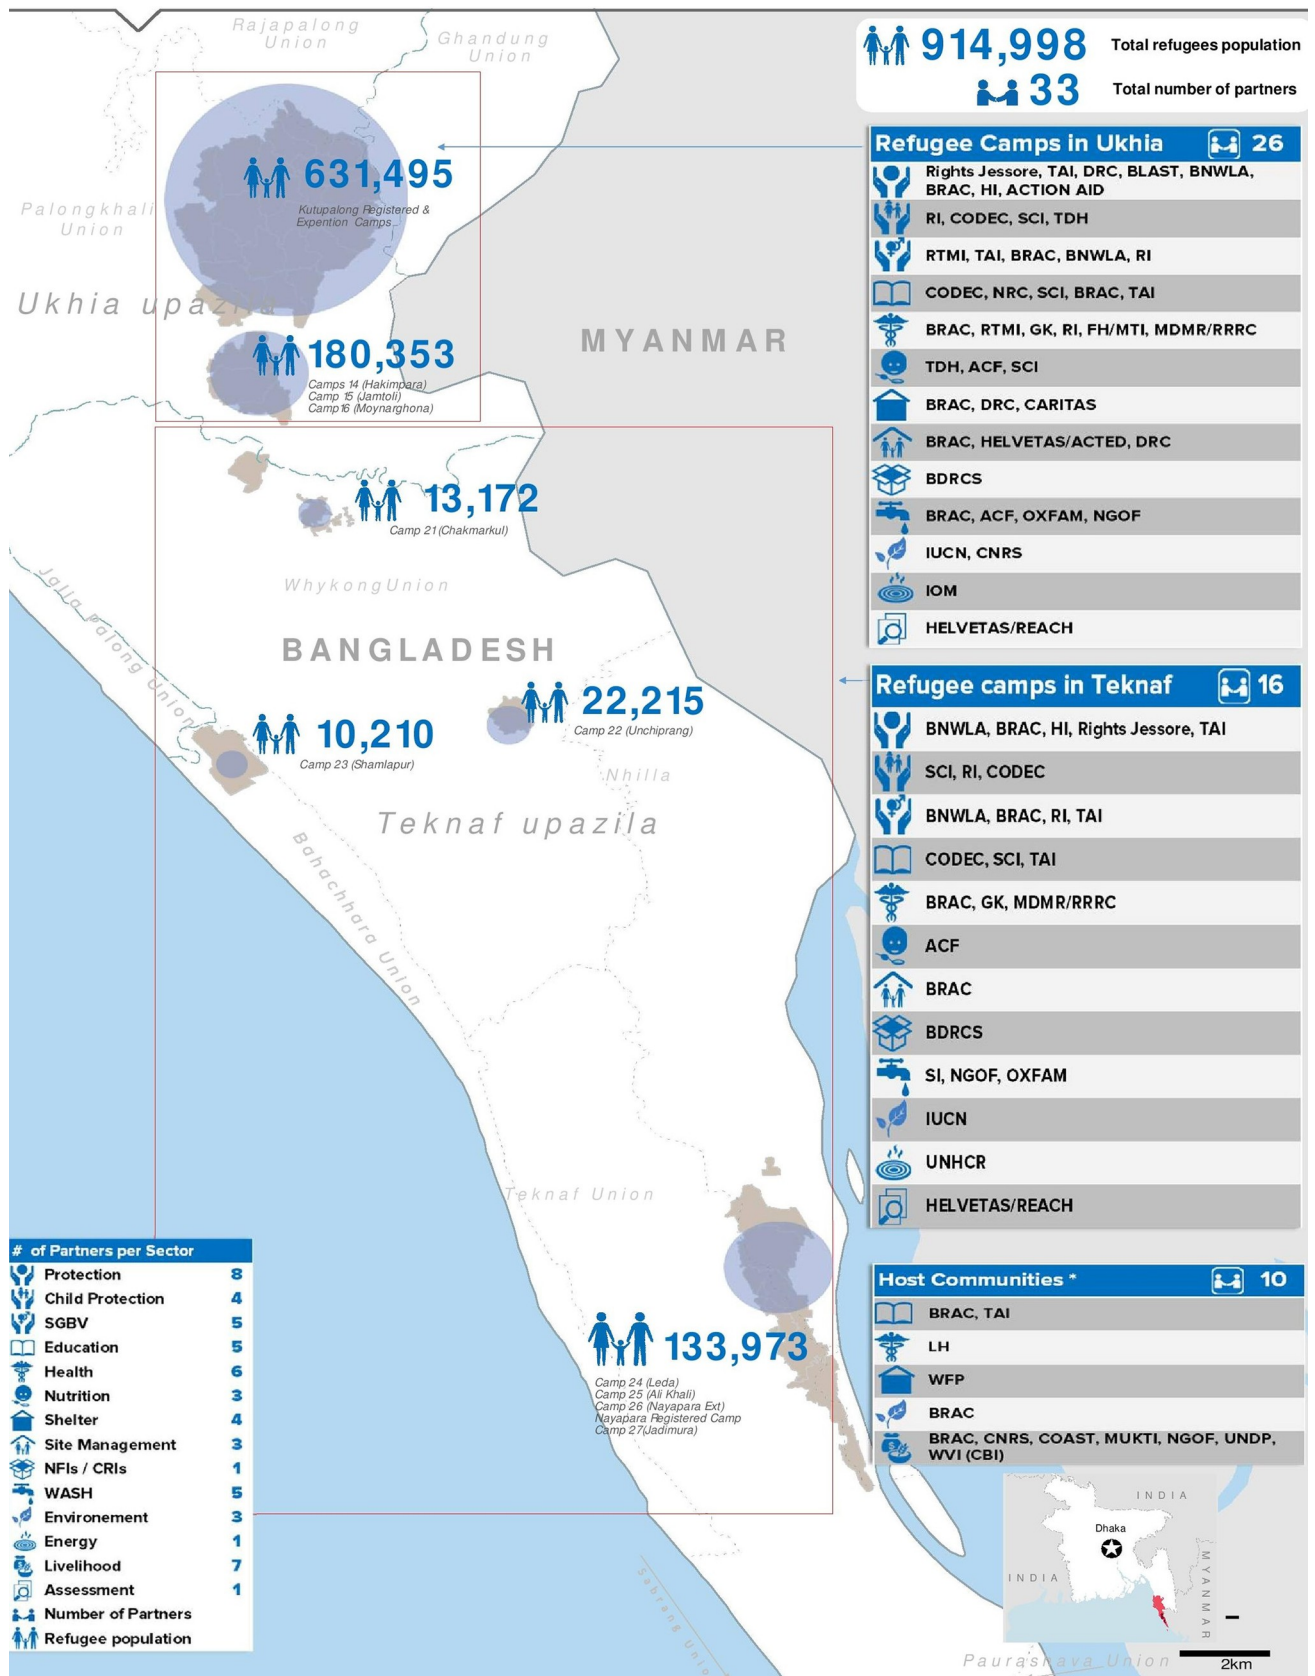 Rajapalong
Union
Ghandung
Union
914,998 Total refugees population
33 Total number of partners
631,495
Kutupalong Registered &
Expention Camps
Palongkhali
Union
Ukhia upazila
180,353
Camps 14 (Hakimpara)
Camp 15 (Jamtoli)
Camp16 (Moynarghona)
MYANMAR
13,172
Camp 21(Chakmarkul)
WhykongUnion
Jalia Palong Union
BANGLADESH
22,215
Camp 22 (Unchiprang)
10,210
Camp 23 (Shamlapur)
Nhilla
Teknaf upazila
Bahachhara Union
Teknaf Union
133,973
Camp 24 (Leda)
Camp 25 (Ali Khali)
Camp 26 (Nayapara Ext)
Nayapara Registered Camp
Camp 27(Jadimura)
Sabrang Union
Paurashava Union
Refugee Camps in Ukhia 26
Rights Jessore, TAI, DRC, BLAST, BNWLA,
BRAC, HI, ACTION AID
RI, CODEC, SCI, TDH
RTMI, TAI, BRAC, BNWLA, RI
CODEC, NRC, SCI, BRAC, TAI
BRAC, RTMI, GK, RI, FH/MTI, MDMR/RRRC
TDH, ACF, SCI
BRAC, DRC, CARITAS
BRAC, HELVETAS/ACTED, DRC
BDRCS
BRAC, ACF, OXFAM, NGOF
IUCN, CNRS
IOM
HELVETAS/REACH
Refugee camps in Teknaf 16
BNWLA, BRAC, HI, Rights Jessore, TAI
SCI, RI, CODEC
BNWLA, BRAC, RI, TAI
CODEC, SCI, TAI
BRAC, GK, MDMR/RRRC
ACF
BRAC
BDRCS
SI, NGOF, OXFAM
IUCN
UNHCR
HELVETAS/REACH
Host Communities * 10
BRAC, TAI
LH
WFP
BRAC
BRAC, CNRS, COAST, MUKTI, NGOF, UNDP,
WVI (CBI)
# of Partners per Sector
Protection 8
Child Protection 4
SGBV 5
Education 5
Health 6
Nutrition 3
Shelter 4
Site Management 3
NFIs / CRIs 1
WASH 5
Environement 3
Energy 1
Livelihood 7
Assessment 1
Number of Partners
Refugee population
INDIA
Dhaka
INDIA
MYANMAR
2km